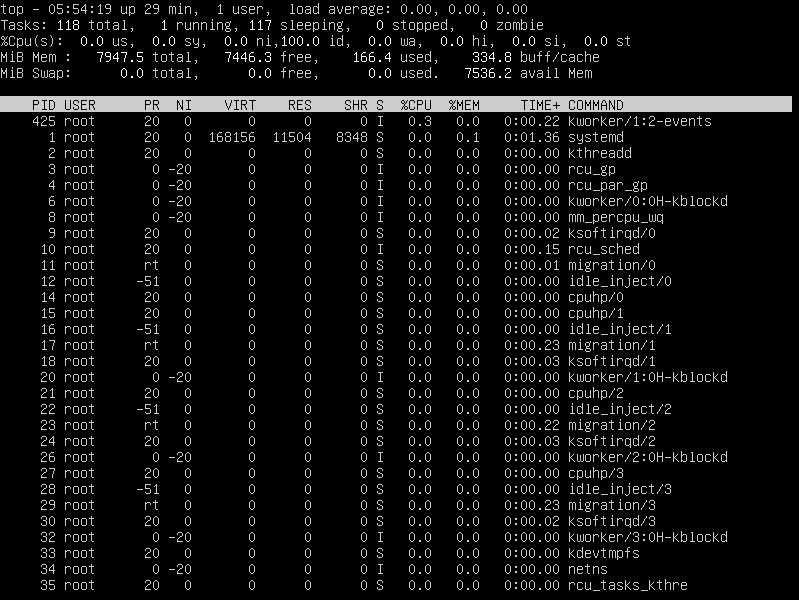 top - 05:54:19 up 29 min,  1 user,  load average: 0.00, 0.00, 0.00
Tasks: 118 total,   1 running, 117 sleeping,   0 stopped,   0 zombie
%Cpu(s):  0.0 us,  0.0 sy,  0.0 ni,100.0 id,  0.0 wa,  0.0 hi,  0.0 si,  0.0 st
MiB Mem :   7947.5 total,   7446.3 free,    166.4 used,    334.8 buff/cache
MiB Swap:      0.0 total,      0.0 free,      0.0 used.   7536.2 avail Mem
    PID USER      PR  NI    VIRT    RES    SHR S  %CPU  %MEM     TIME+ COMMAND
    425 root      20   0       0      0      0 I   0.3   0.0   0:00.22 kworker/1:2-events
      1 root      20   0  168156  11504   8348 S   0.0   0.1   0:01.36 systemd
      2 root      20   0       0      0      0 S   0.0   0.0   0:00.00 kthreadd
      3 root       0 -20       0      0      0 I   0.0   0.0   0:00.00 rcu_gp
      4 root       0 -20       0      0      0 I   0.0   0.0   0:00.00 rcu_par_gp
      6 root       0 -20       0      0      0 I   0.0   0.0   0:00.00 kworker/0:0H-kblockd
      8 root       0 -20       0      0      0 I   0.0   0.0   0:00.00 mm_percpu_wq
      9 root      20   0       0      0      0 S   0.0   0.0   0:00.02 ksoftirqd/0
     10 root      20   0       0      0      0 I   0.0   0.0   0:00.15 rcu_sched
     11 root      rt   0       0      0      0 S   0.0   0.0   0:00.01 migration/0
     12 root     -51   0       0      0      0 S   0.0   0.0   0:00.00 idle_inject/0
     14 root      20   0       0      0      0 S   0.0   0.0   0:00.00 cpuhp/0
     15 root      20   0       0      0      0 S   0.0   0.0   0:00.00 cpuhp/1
     16 root     -51   0       0      0      0 S   0.0   0.0   0:00.00 idle_inject/1
     17 root      rt   0       0      0      0 S   0.0   0.0   0:00.23 migration/1
     18 root      20   0       0      0      0 S   0.0   0.0   0:00.03 ksoftirqd/1
     20 root       0 -20       0      0      0 I   0.0   0.0   0:00.00 kworker/1:0H-kblockd
     21 root      20   0       0      0      0 S   0.0   0.0   0:00.00 cpuhp/2
     22 root     -51   0       0      0      0 S   0.0   0.0   0:00.00 idle_inject/2
     23 root      rt   0       0      0      0 S   0.0   0.0   0:00.22 migration/2
     24 root      20   0       0      0      0 S   0.0   0.0   0:00.03 ksoftirqd/2
     26 root       0 -20       0      0      0 I   0.0   0.0   0:00.00 kworker/2:0H-kblockd
     27 root      20   0       0      0      0 S   0.0   0.0   0:00.00 cpuhp/3
     28 root     -51   0       0      0      0 S   0.0   0.0   0:00.00 idle_inject/3
     29 root      rt   0       0      0      0 S   0.0   0.0   0:00.23 migration/3
     30 root      20   0       0      0      0 S   0.0   0.0   0:00.02 ksoftirqd/3
     32 root       0 -20       0      0      0 I   0.0   0.0   0:00.00 kworker/3:0H-kblockd
     33 root      20   0       0      0      0 S   0.0   0.0   0:00.00 kdevtmpfs
     34 root       0 -20       0      0      0 I   0.0   0.0   0:00.00 netns
     35 root      20   0       0      0      0 S   0.0   0.0   0:00.00 rcu_tasks_kthre